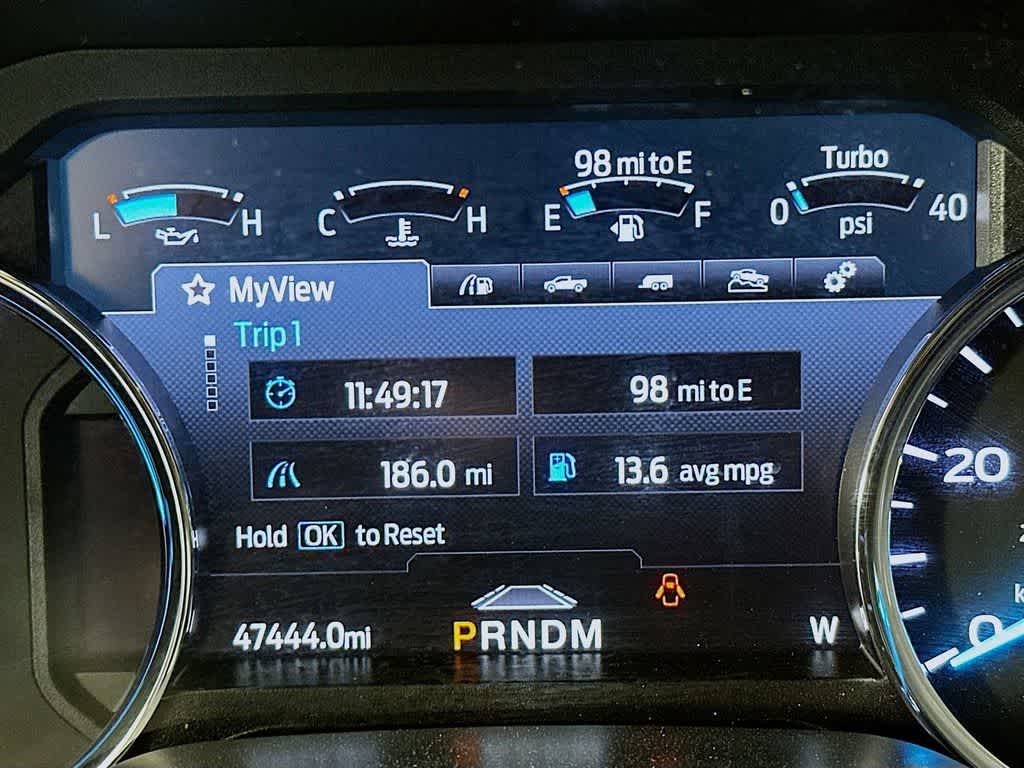 98 mi to E
Turbo
L H
C H
E F
0 40
psi
MyView
Trip 1
11:49:17
98 mi to E
186.0 mi
13.6 avg mpg
Hold OK to Reset
47444.0mi
PRNDM
W
20
0